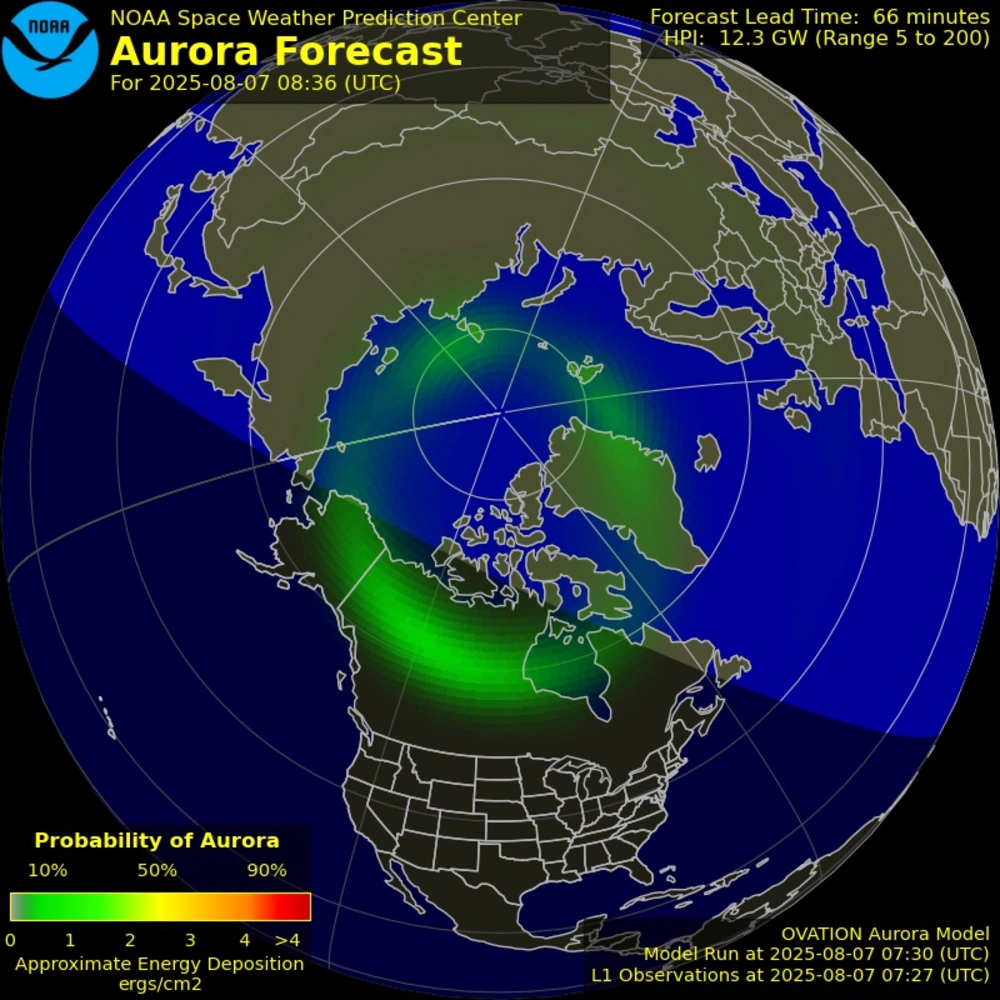 NOAA
NOAA Space Weather Prediction Center
Aurora Forecast
For 2025-08-07 08:36 (UTC)
Forecast Lead Time: 66 minutes
HPI: 12.3 GW (Range 5 to 200)
Probability of Aurora
10% 50% 90%
0 1 2 3 4 >4
Approximate Energy Deposition
ergs/cm2
OVATION Aurora Model
Model Run at 2025-08-07 07:30 (UTC)
L1 Observations at 2025-08-07 07:27 (UTC)